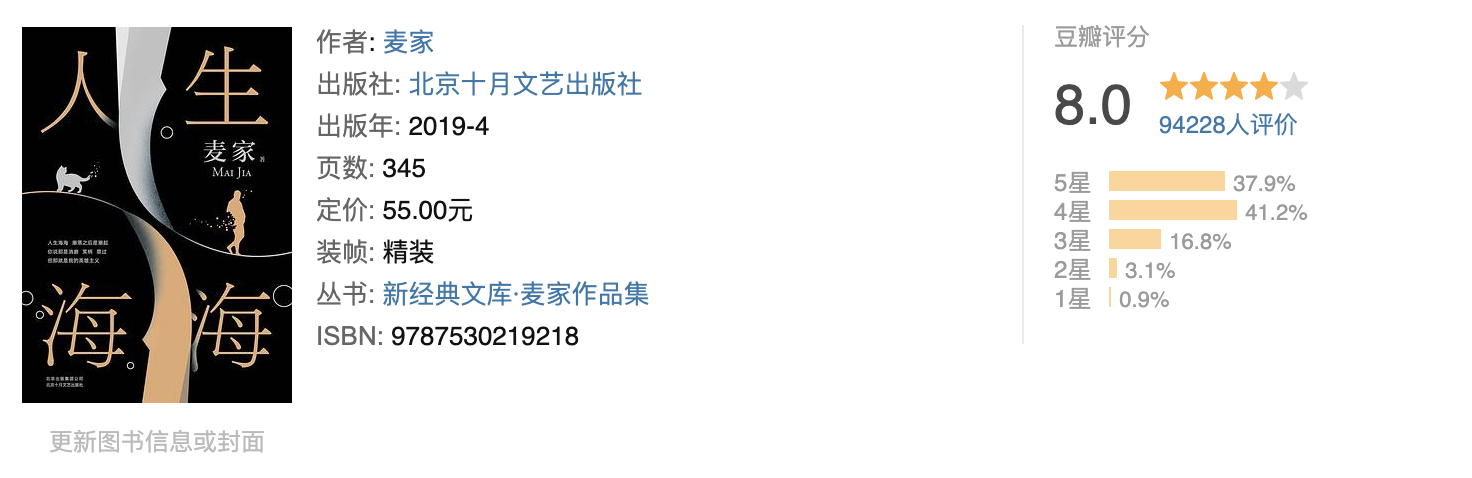 人生
麦家 著
MAI JIA
人生海海 潮落之后是潮起
你说那是消磨 笑柄 罪过
但那就是我的英雄主义
海海
北京出版集团公司
北京十月文艺出版社
更新图书信息或封面
作者: 麦家
出版社: 北京十月文艺出版社
出版年: 2019-4
页数: 345
定价: 55.00元
装帧: 精装
丛书: 新经典文库·麦家作品集
ISBN: 9787530219218
豆瓣评分
8.0
94228人评价
5星 37.9%
4星 41.2%
3星 16.8%
2星 3.1%
1星 0.9%